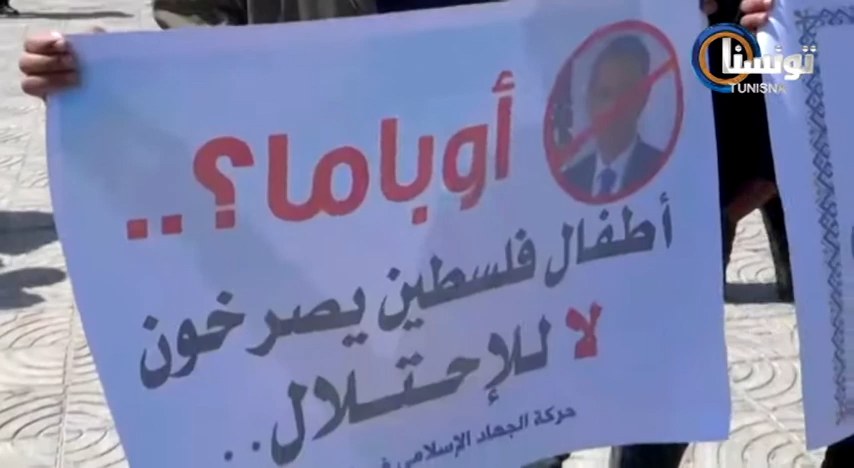 تونسنا
TUNISNA
أوباما؟..
أطفال فلسطين يصرخون
لا للإحتلال..
حركة الجهاد الإسلامي